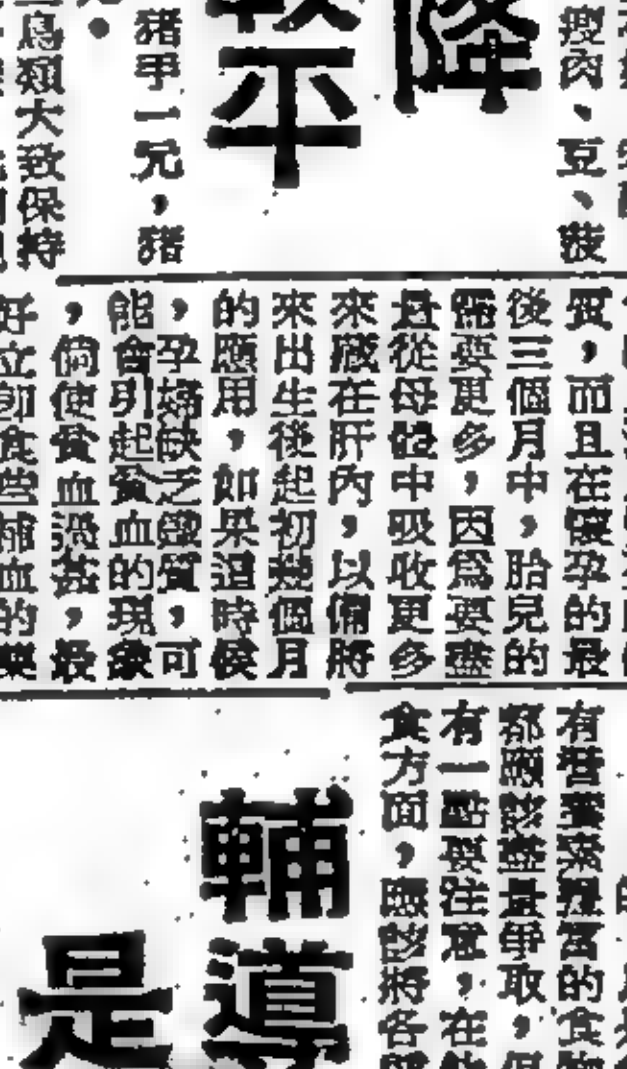 降
較平
瘦肉、豆、菠
猪手一元，猪
鳥類大致保持
質，而且在懷孕的最
後三個月中，胎兒的
需要更多，因爲要盡
量從母體中吸收更多
來藏在肝內，以備將
來出生後起初幾個月
的應用，如果這時候
，孕婦缺乏鐵質，可
能會引起貧血的現象
，倘使貧血過甚，最
好立卽食些補血的藥
有營養素豐富的食物
都應該盡量爭取，但
有一點要注意，在
食方面，應該將各
輔導
是